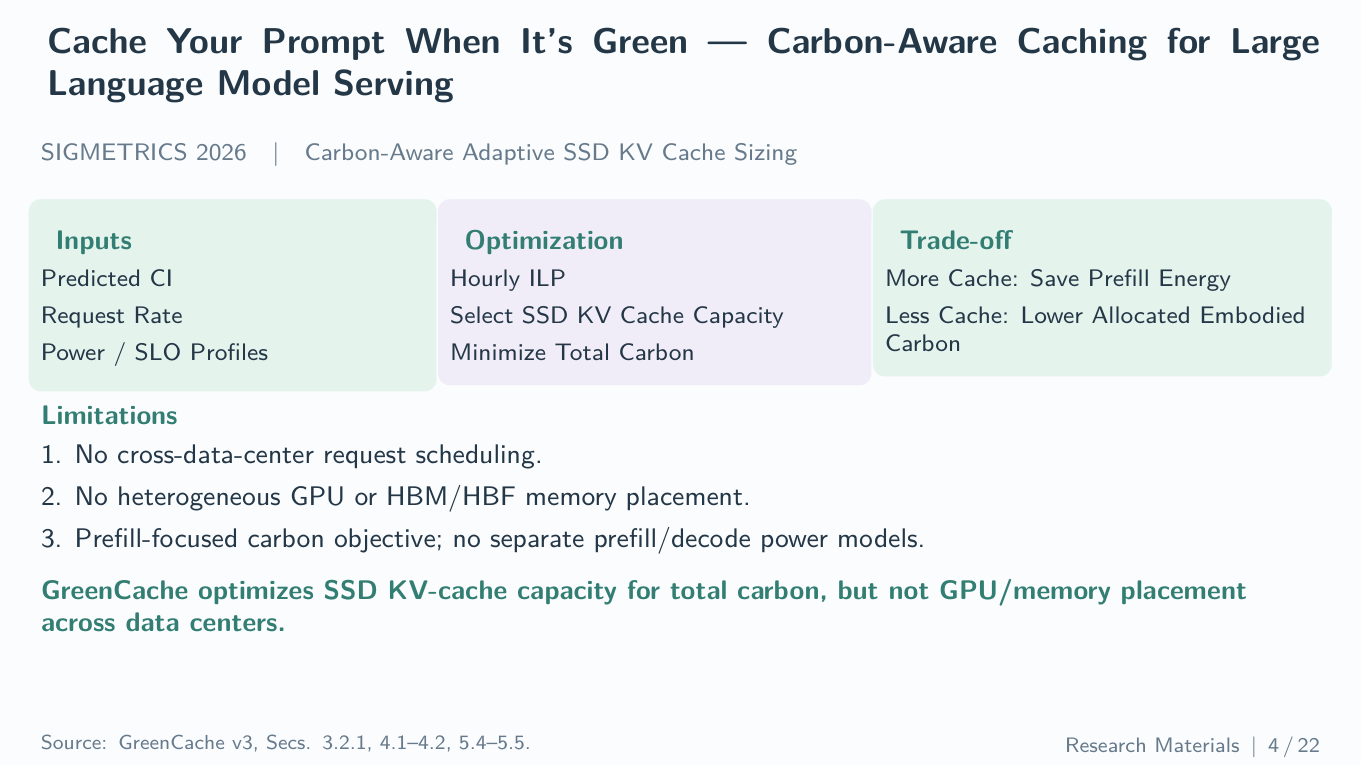 Cache Your Prompt When It's Green — Carbon-Aware Caching for Large
Language Model Serving
SIGMETRICS 2026 | Carbon-Aware Adaptive SSD KV Cache Sizing
Inputs
Predicted CI
Request Rate
Power / SLO Profiles
Optimization
Hourly ILP
Select SSD KV Cache Capacity
Minimize Total Carbon
Trade-off
More Cache: Save Prefill Energy
Less Cache: Lower Allocated Embodied
Carbon
Limitations
1. No cross-data-center request scheduling.
2. No heterogeneous GPU or HBM/HBF memory placement.
3. Prefill-focused carbon objective; no separate prefill/decode power models.
GreenCache optimizes SSD KV-cache capacity for total carbon, but not GPU/memory placement
across data centers.
Source: GreenCache v3, Secs. 3.2.1, 4.1–4.2, 5.4–5.5.
Research Materials | 4 / 22